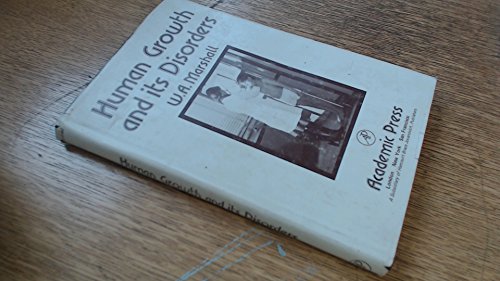 Human Growth
and its Disorders
W.A. Marshall
Academic Press
London New York San Francisco
A Subsidiary of Harcourt Brace Jovanovich, Publishers
Human Growth and its Disorders